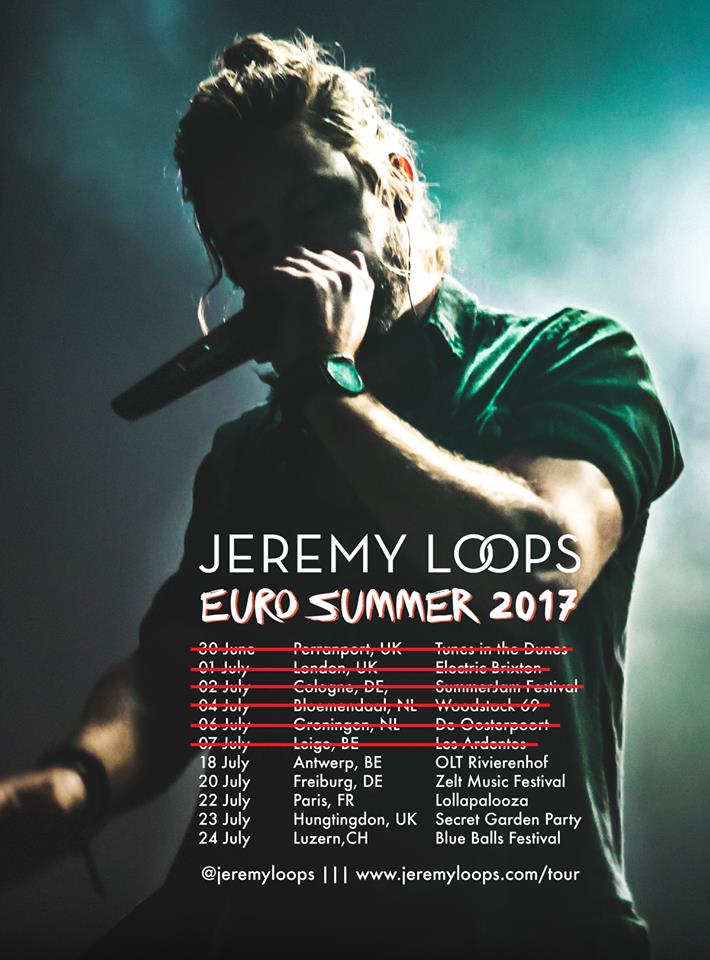 JEREMY LOOPS
EURO SUMMER 2017
30 June Perranport, UK Tunes in the Dunes
01 July London, UK Electric Brixton
02 July Cologne, DE, SummerJam Festival
04 July Bloemendaal, NL Woodstock 69
06 July Groningen, NL De Oosterpoort
07 July Leige, BE Les Ardentes
18 July Antwerp, BE OLT Rivierenhof
20 July Freiburg, DE Zelt Music Festival
22 July Paris, FR Lollapalooza
23 July Hungtingdon, UK Secret Garden Party
24 July Luzern,CH Blue Balls Festival
@jeremyloops ||| www.jeremyloops.com/tour